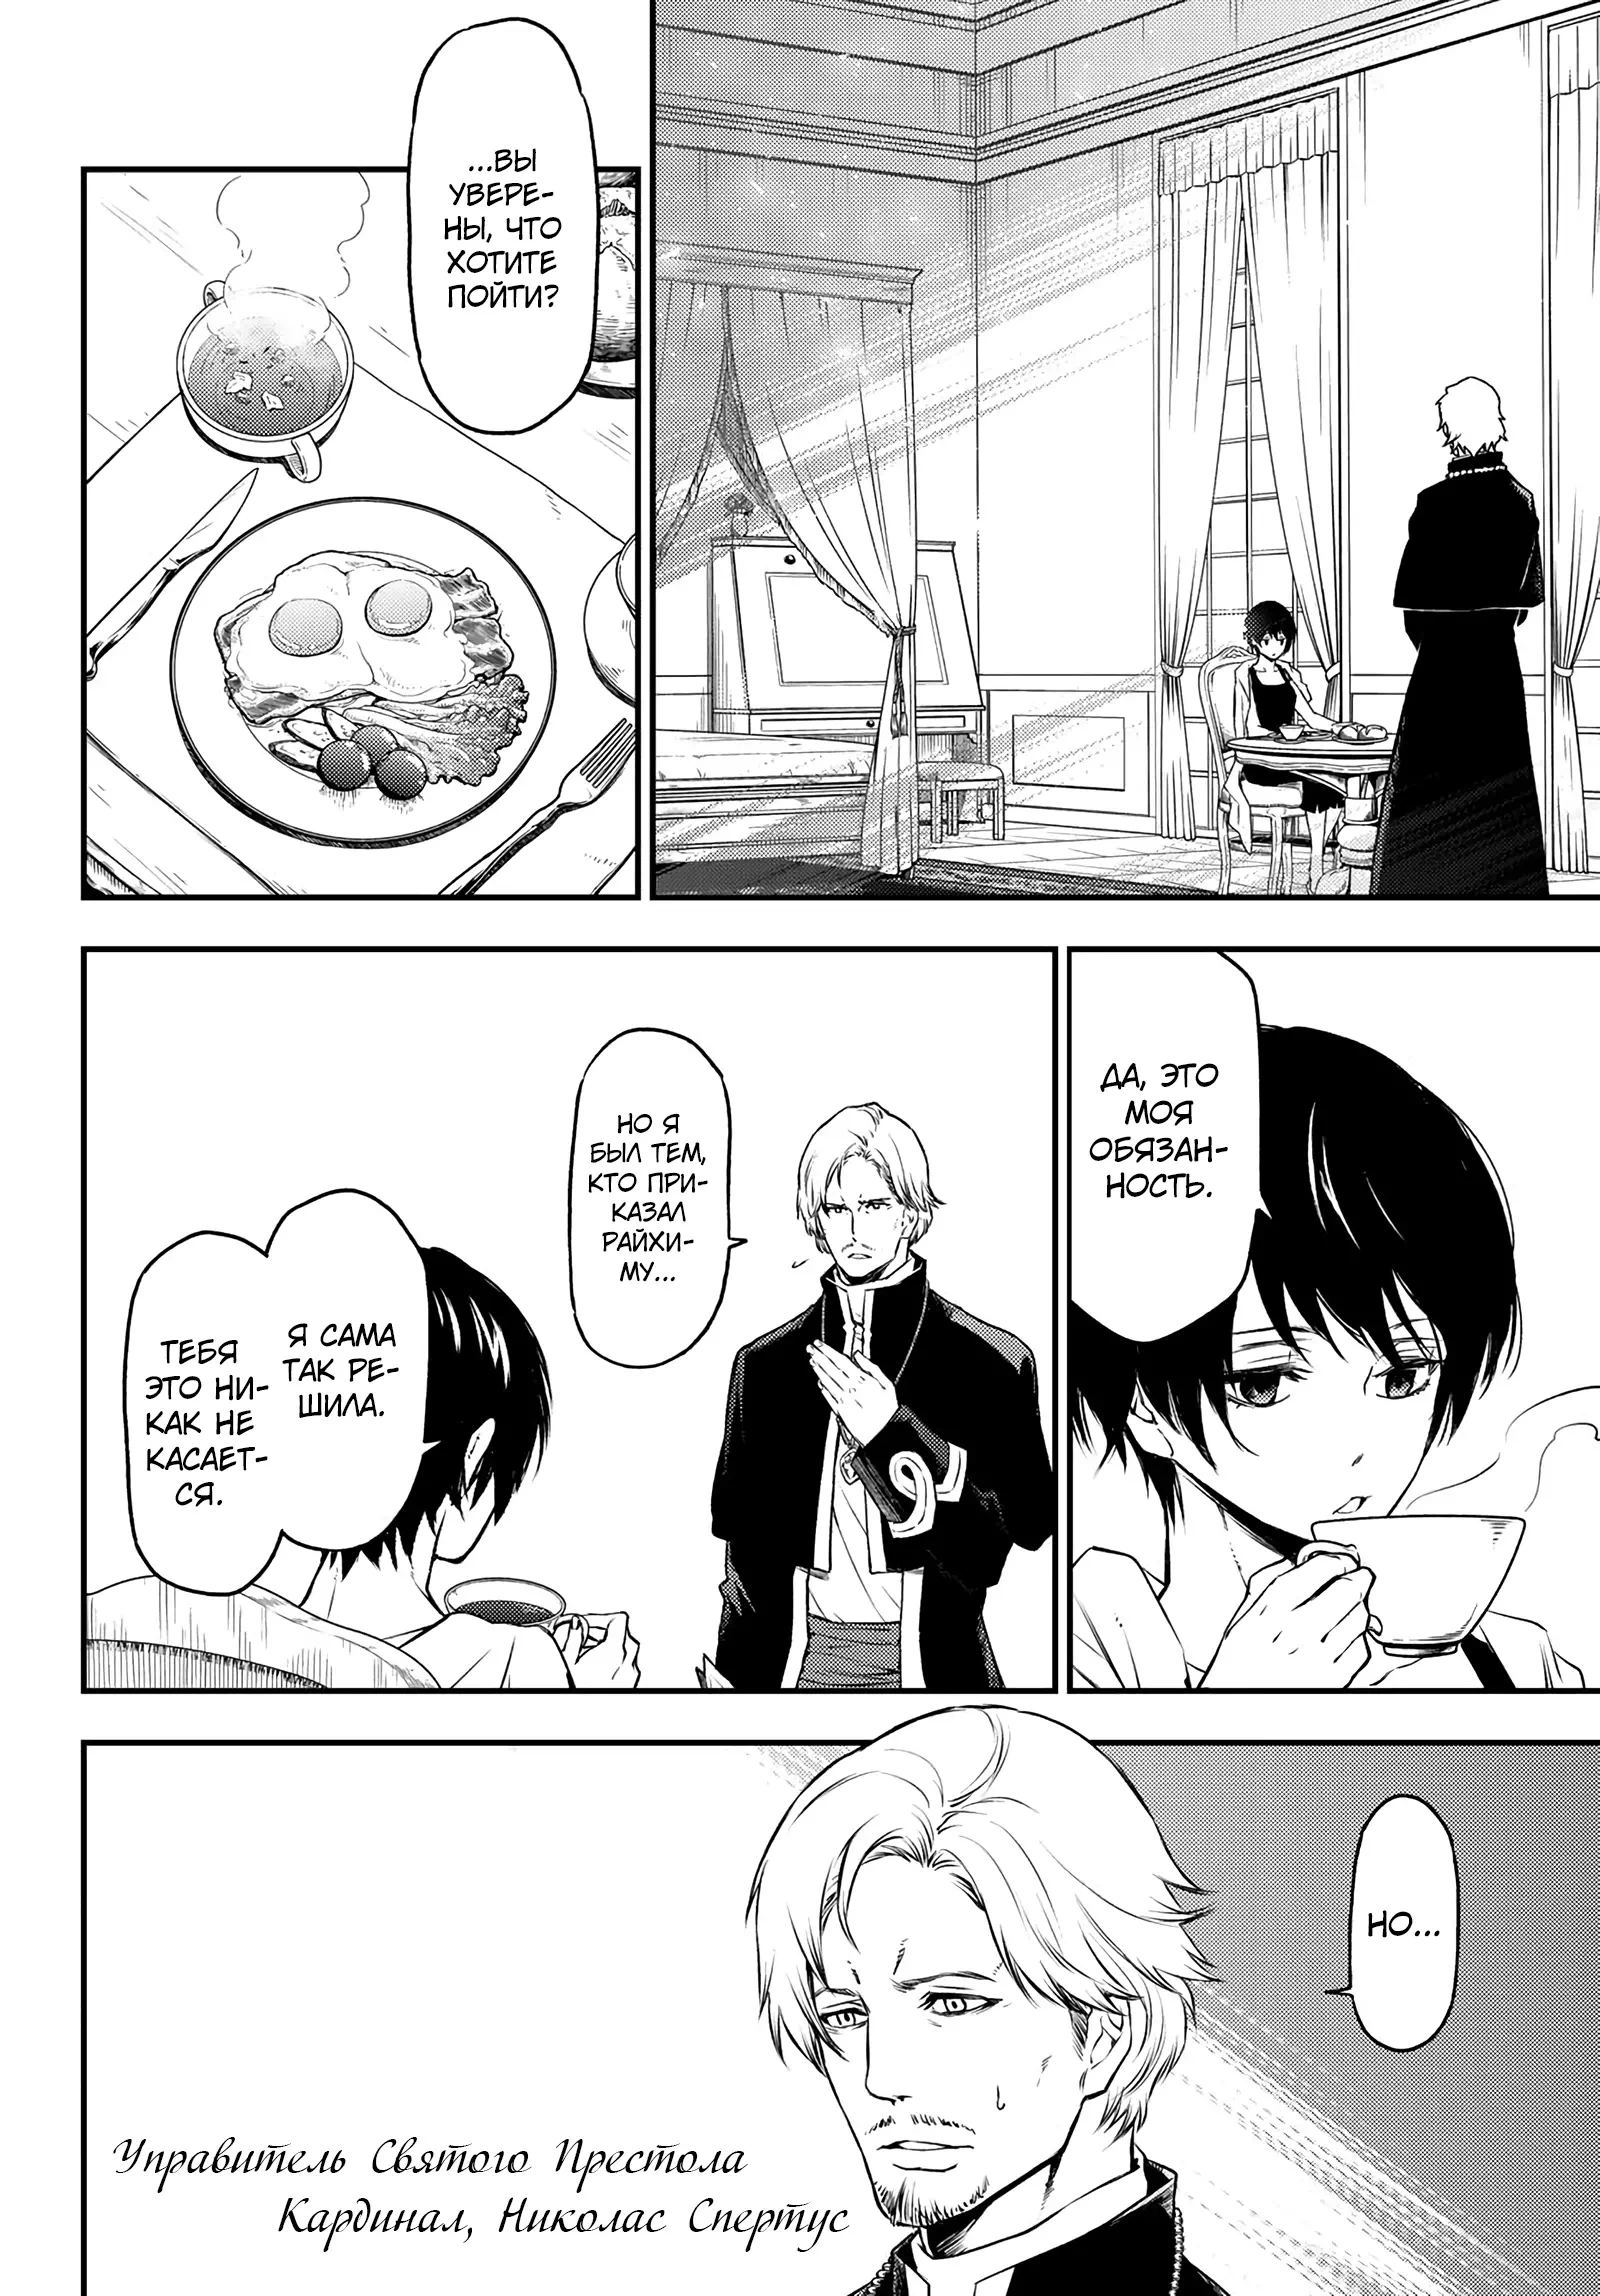 ...ВЫ
УВЕРЕ-
НЫ, ЧТО
ХОТИТЕ
ПОЙТИ?
ДА, ЭТО
МОЯ
ОБЯЗАН-
НОСТЬ.
НО Я
БЫЛ ТЕМ,
КТО ПРИ-
КАЗАЛ
РАЙХИ-
МУ...
Я САМА
ТАК РЕ-
ШИЛА.
ТЕБЯ
ЭТО НИ-
КАК НЕ
КАСАЕТ-
СЯ.
НО...
Управитель Святого Престола
Кардинал, Николас Спертус